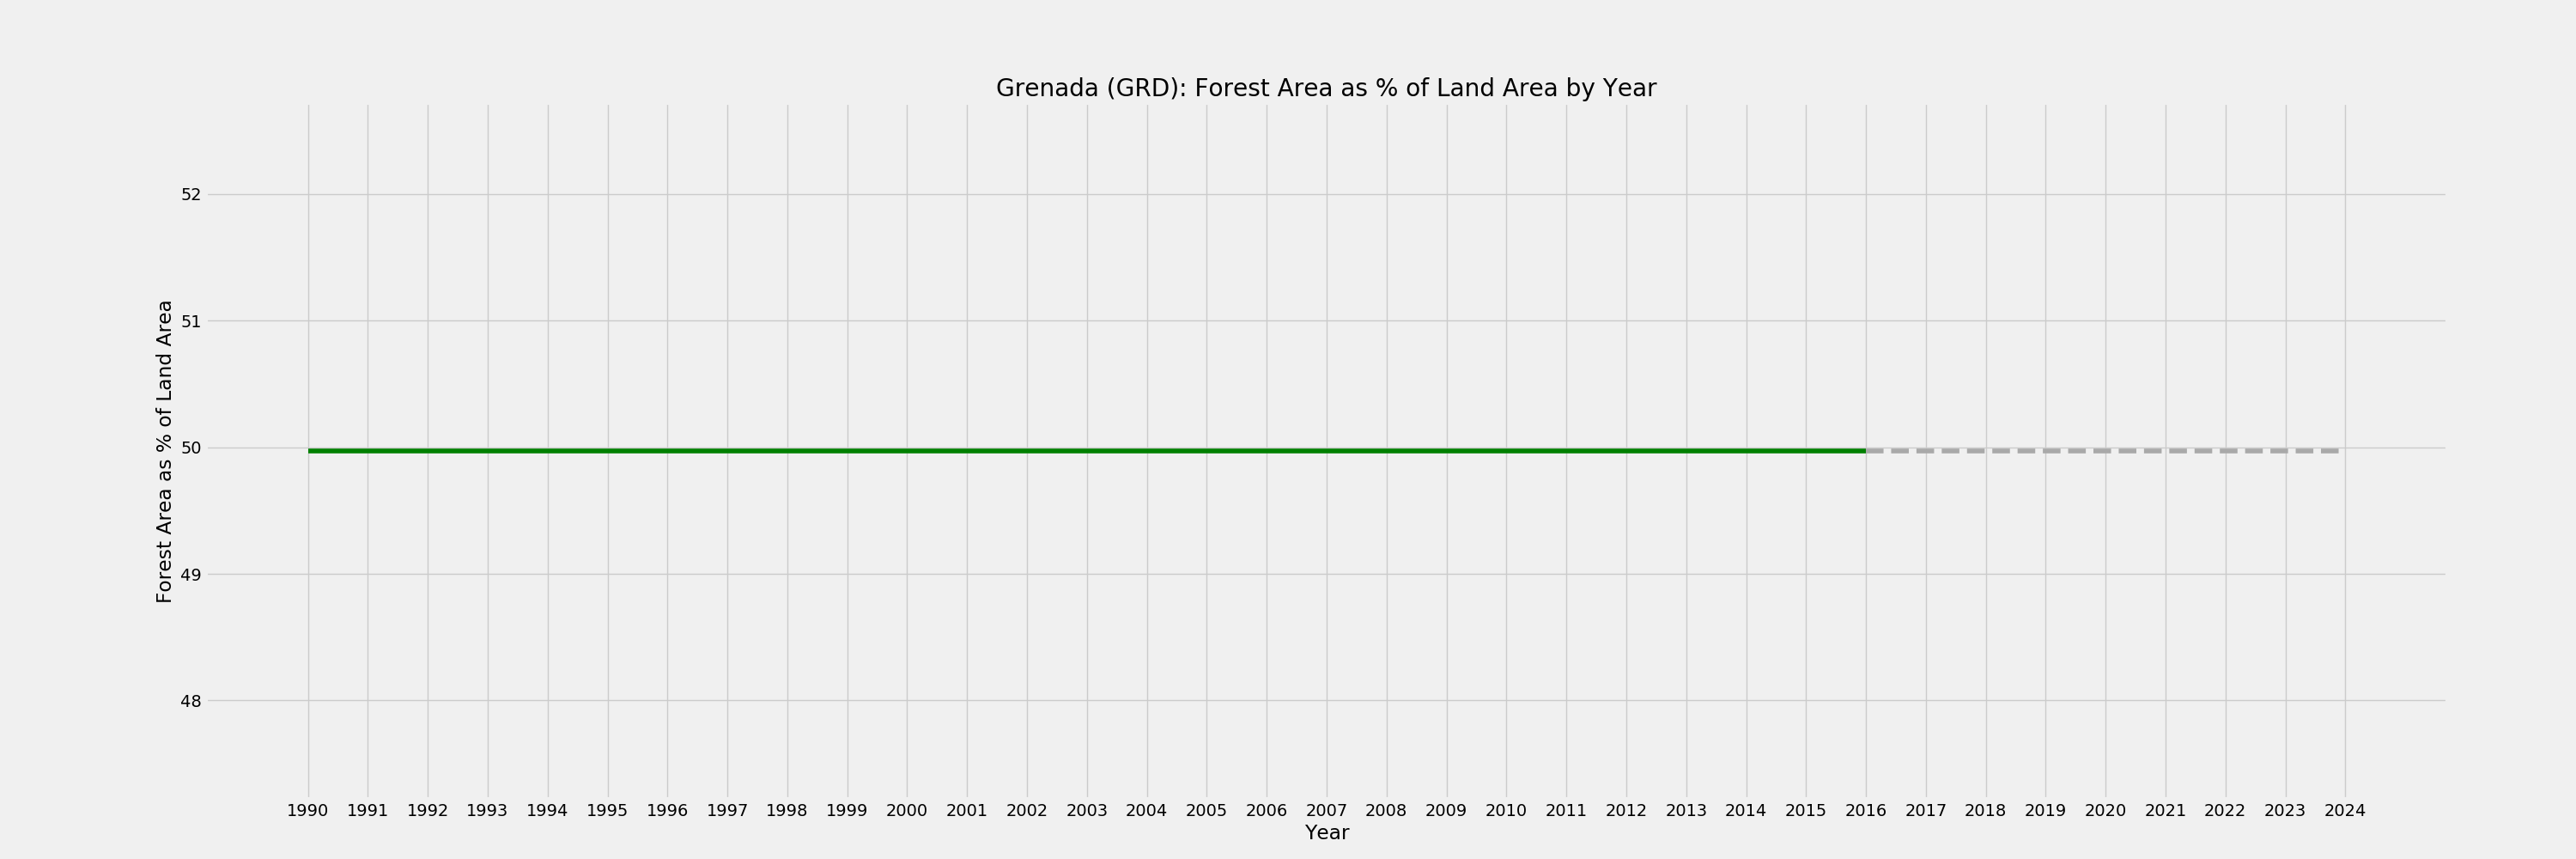 Grenada (GRD): Forest Area as % of Land Area by Year
Forest Area as % of Land Area
52
51
50
49
48
1990 1991 1992 1993 1994 1995 1996 1997 1998 1999 2000 2001 2002 2003 2004 2005 2006 2007 2008 2009 2010 2011 2012 2013 2014 2015 2016 2017 2018 2019 2020 2021 2022 2023 2024
Year